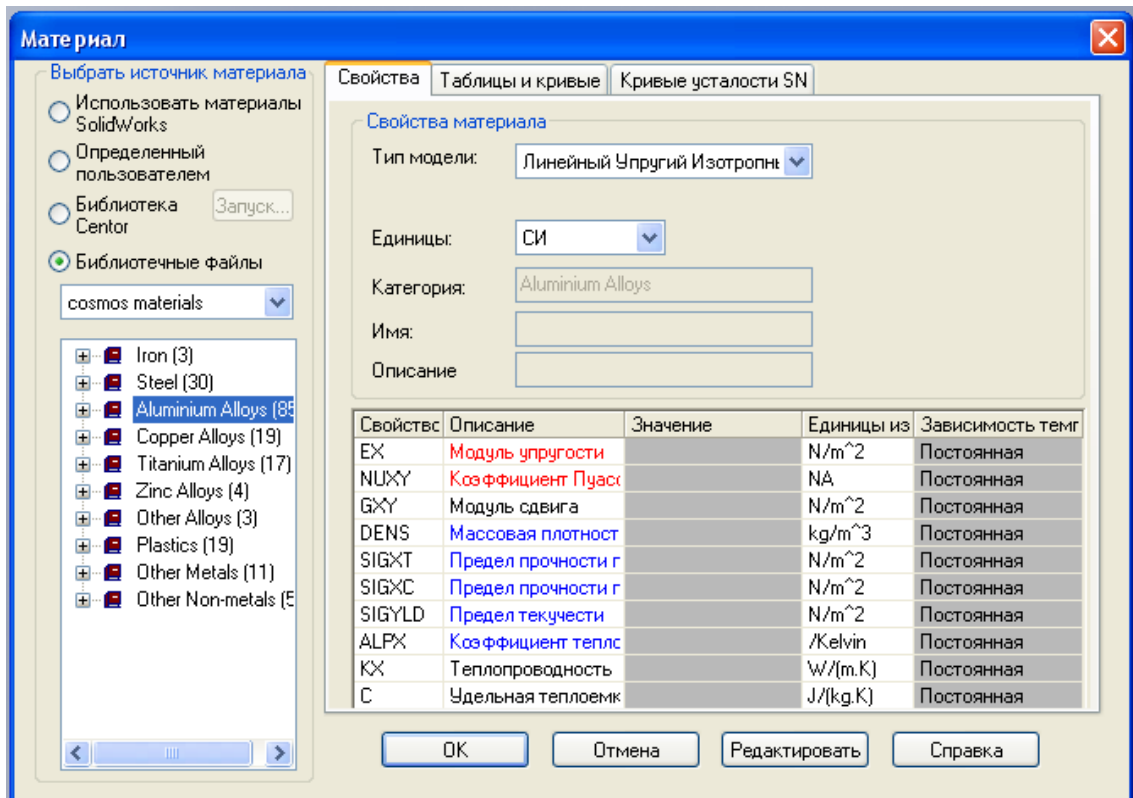 Материал
Выбрать источник материала
Использовать материалы
SolidWorks
Определенный
пользователем
Библиотека
Centor
Запуск...
Библиотечные файлы
cosmos materials
Iron (3)
Steel (30)
Aluminium Alloys (85
Copper Alloys (19)
Titanium Alloys (17)
Zinc Alloys (4)
Other Alloys (3)
Plastics (19)
Other Metals (11)
Other Non-metals (5
Свойства Таблицы и кривые Кривые усталости SN
Свойства материала
Тип модели: Линейный Упругий Изотропнь
Единицы: СИ
Категория: Aluminium Alloys
Имя:
Описание
Свойствс Описание Значение Единицы из Зависимость темп
EX Модуль упругости N/m^2 Постоянная
NUXY Коэффициент Пуасс NA Постоянная
GXY Модуль сдвига N/m^2 Постоянная
DENS Массовая плотност kg/m^3 Постоянная
SIGXT Предел прочности г N/m^2 Постоянная
SIGXC Предел прочности г N/m^2 Постоянная
SIGYLD Предел текучести N/m^2 Постоянная
ALPX Коэффициент теплс /Kelvin Постоянная
KX Теплопроводность W/(m.K) Постоянная
C Удельная теплоемк J/(kg.K) Постоянная
OK Отмена Редактировать Справка